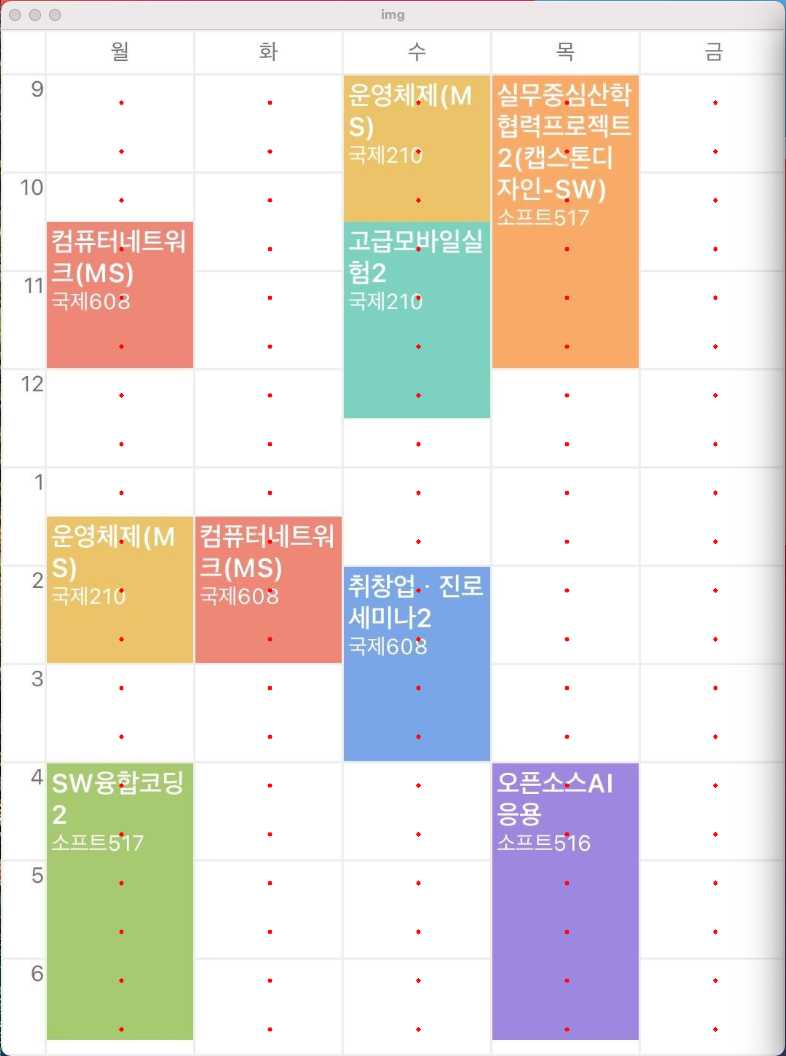 img
월 화 수 목 금
9
운영체제(M
S)
국제210
실무중심산학
협력프로젝트
2(캡스톤디
자인-SW)
소프트517
10
컴퓨터네트워
크(MS)
국제608
고급모바일실
험2
국제210
11
12
1
운영체제(M
S)
국제210
컴퓨터네트워
크(MS)
국제608
2
취창업·진로
세미나2
국제608
3
4
SW융합코딩
2
소프트517
오픈소스AI
응용
소프트516
5
6